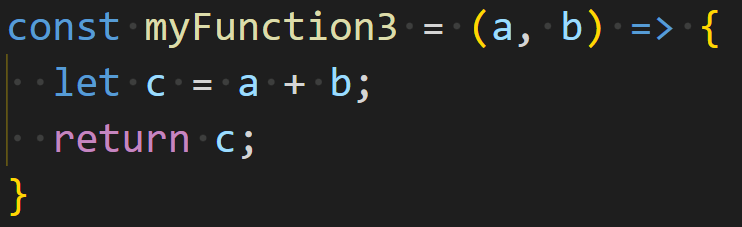 const myFunction3 = (a, b) => {
  let c = a + b;
  return c;
}